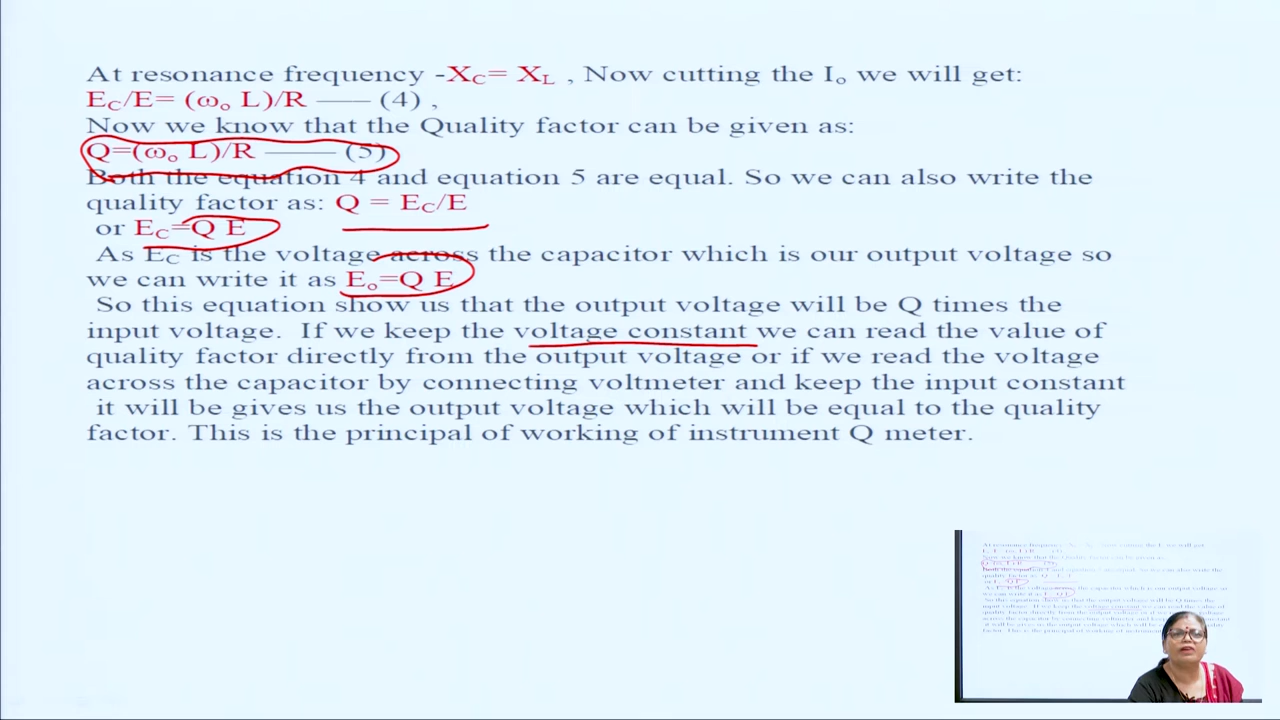 At resonance frequency -X_C= X_L , Now cutting the I_o we will get:
E_C/E= (ω_o L)/R —— (4) ,
Now we know that the Quality factor can be given as:
Q=(ω_o L)/R ——— (5)
Both the equation 4 and equation 5 are equal. So we can also write the
quality factor as: Q = E_C/E
or E_C=Q E
As E_C is the voltage across the capacitor which is our output voltage so
we can write it as E_o=Q E
So this equation show us that the output voltage will be Q times the
input voltage. If we keep the voltage constant we can read the value of
quality factor directly from the output voltage or if we read the voltage
across the capacitor by connecting voltmeter and keep the input constant
it will be gives us the output voltage which will be equal to the quality
factor. This is the principal of working of instrument Q meter.